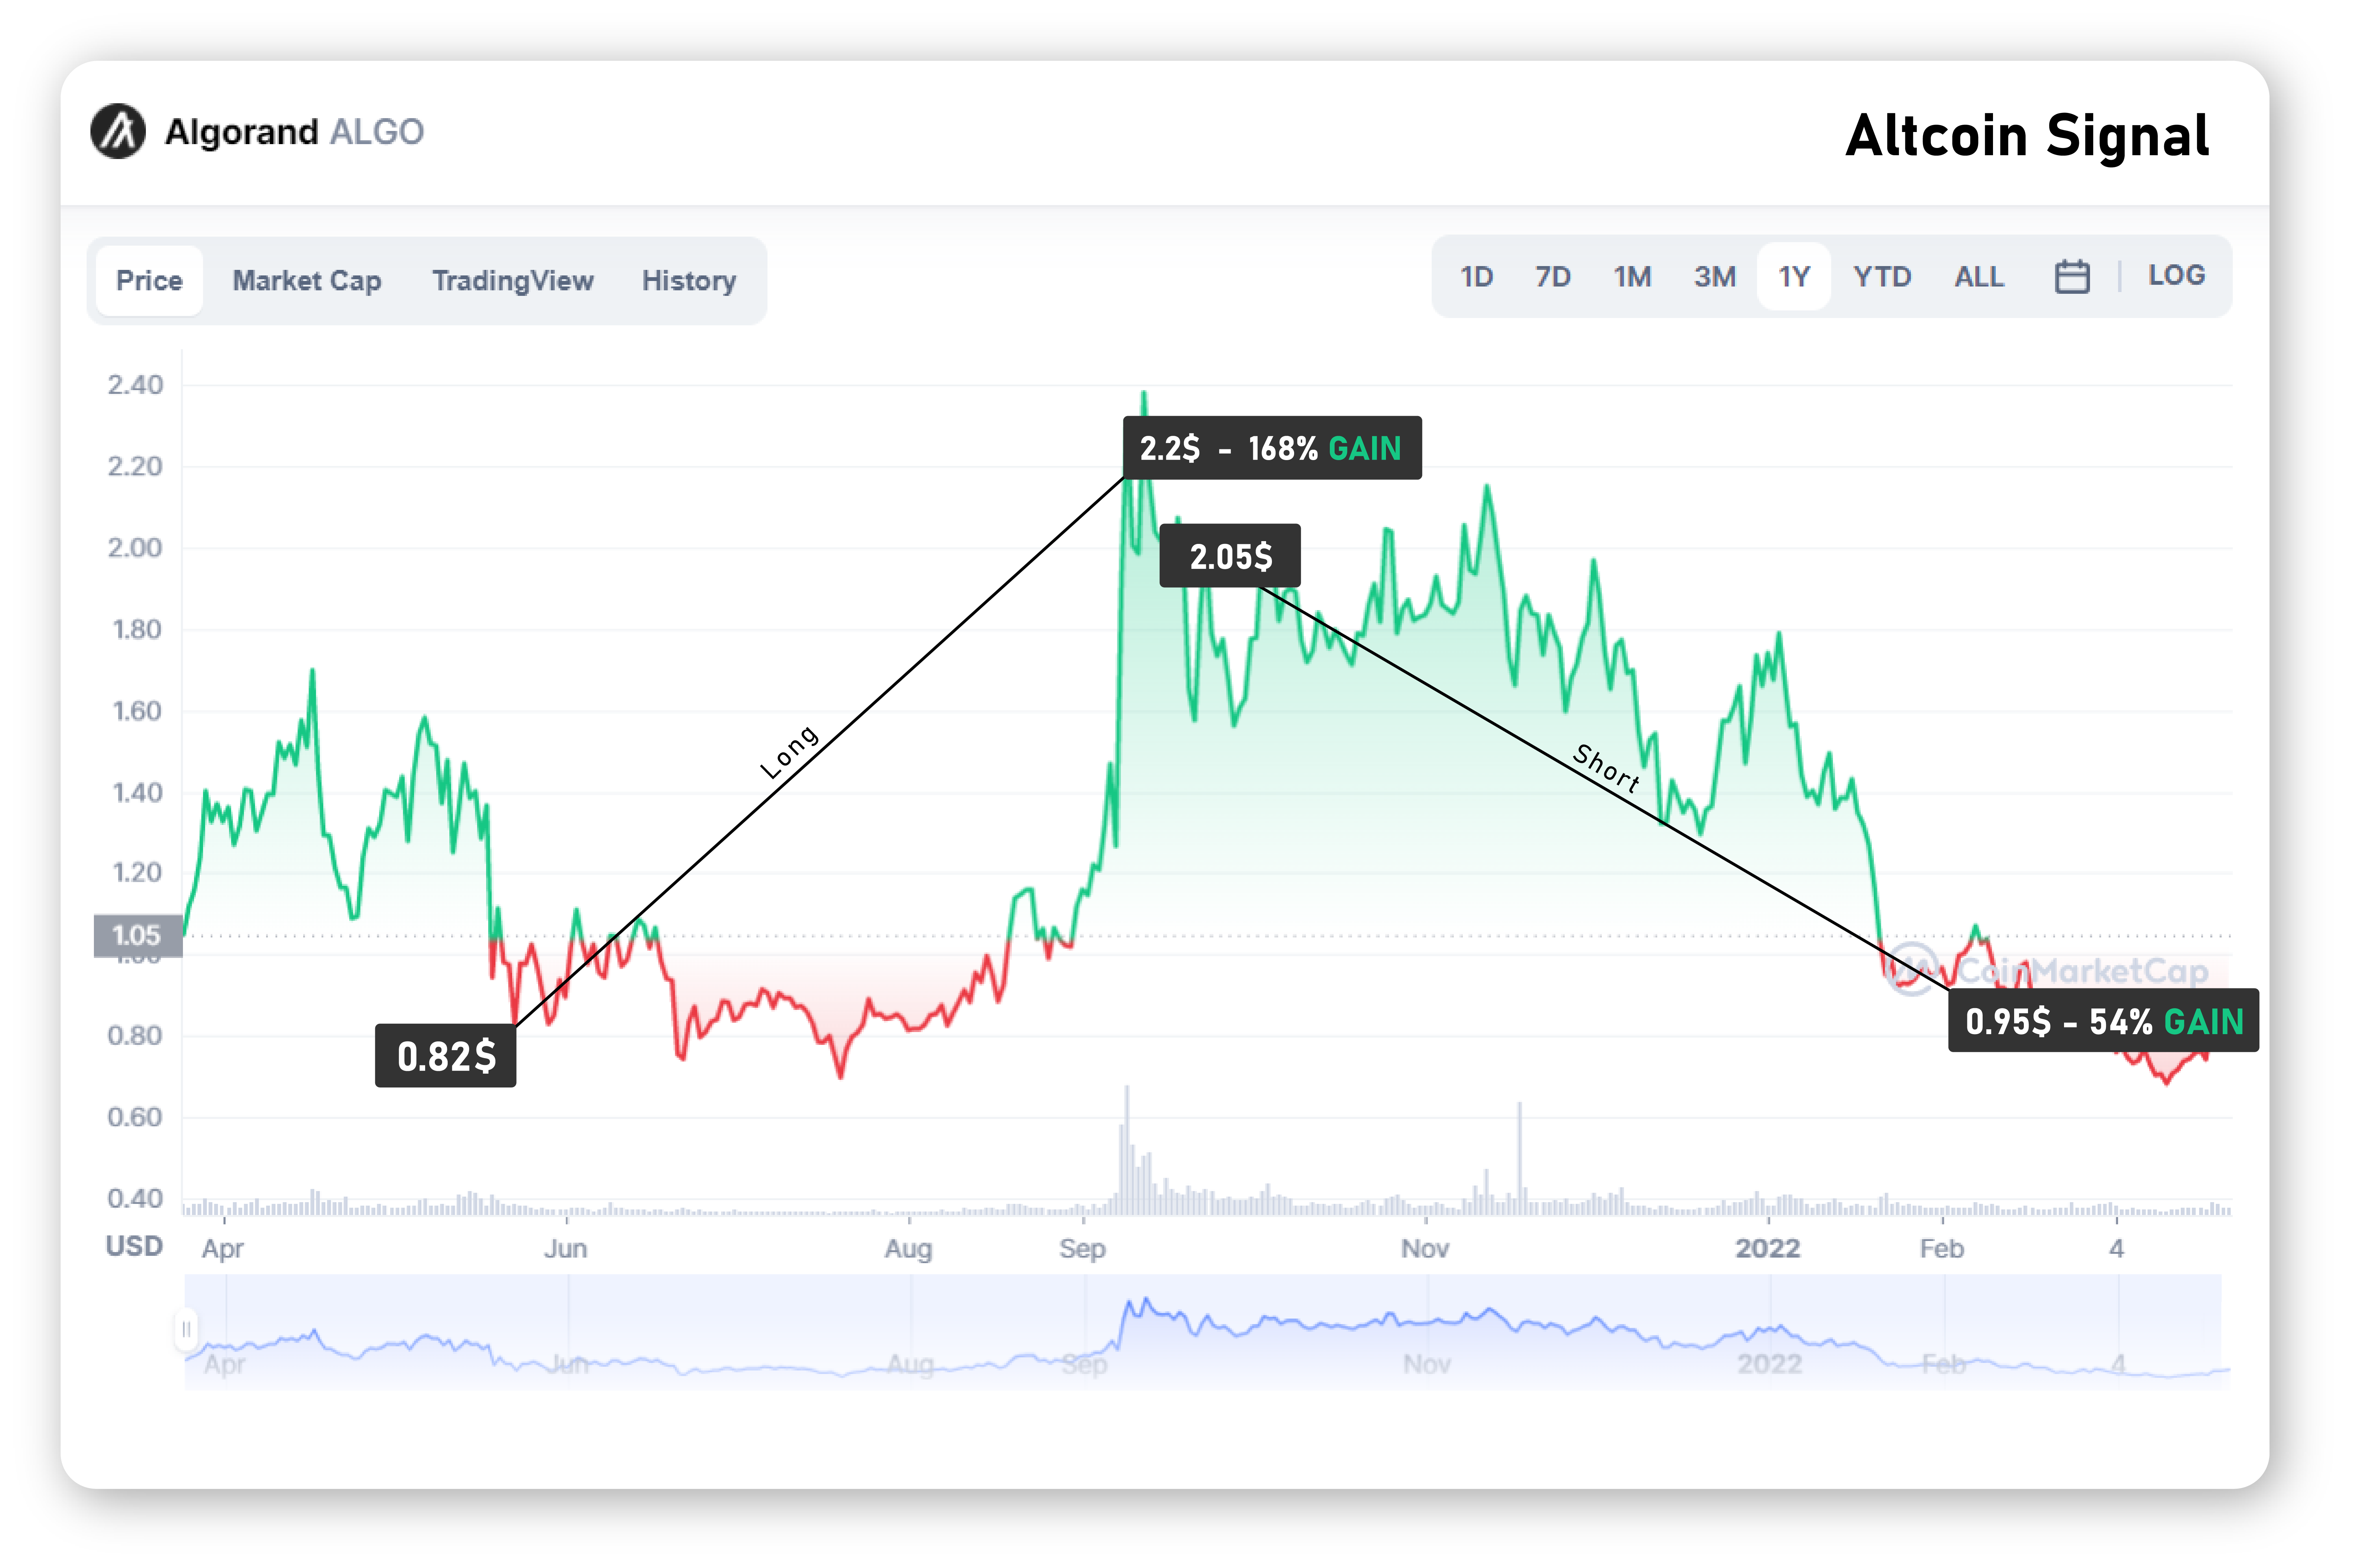 Algorand ALGO
Altcoin Signal
Price Market Cap TradingView History
1D 7D 1M 3M 1Y YTD ALL LOG
2.40
2.2$ - 168% GAIN
2.20
2.00
2.05$
1.80
1.60
Long
Short
1.40
1.20
1.05
1.00
CoinMarketCap
0.95$ - 54% GAIN
0.80
0.82$
0.60
0.40
USD Apr Jun Aug Sep Nov 2022 Feb 4
Apr Jun Aug Sep Nov 2022 Feb 4